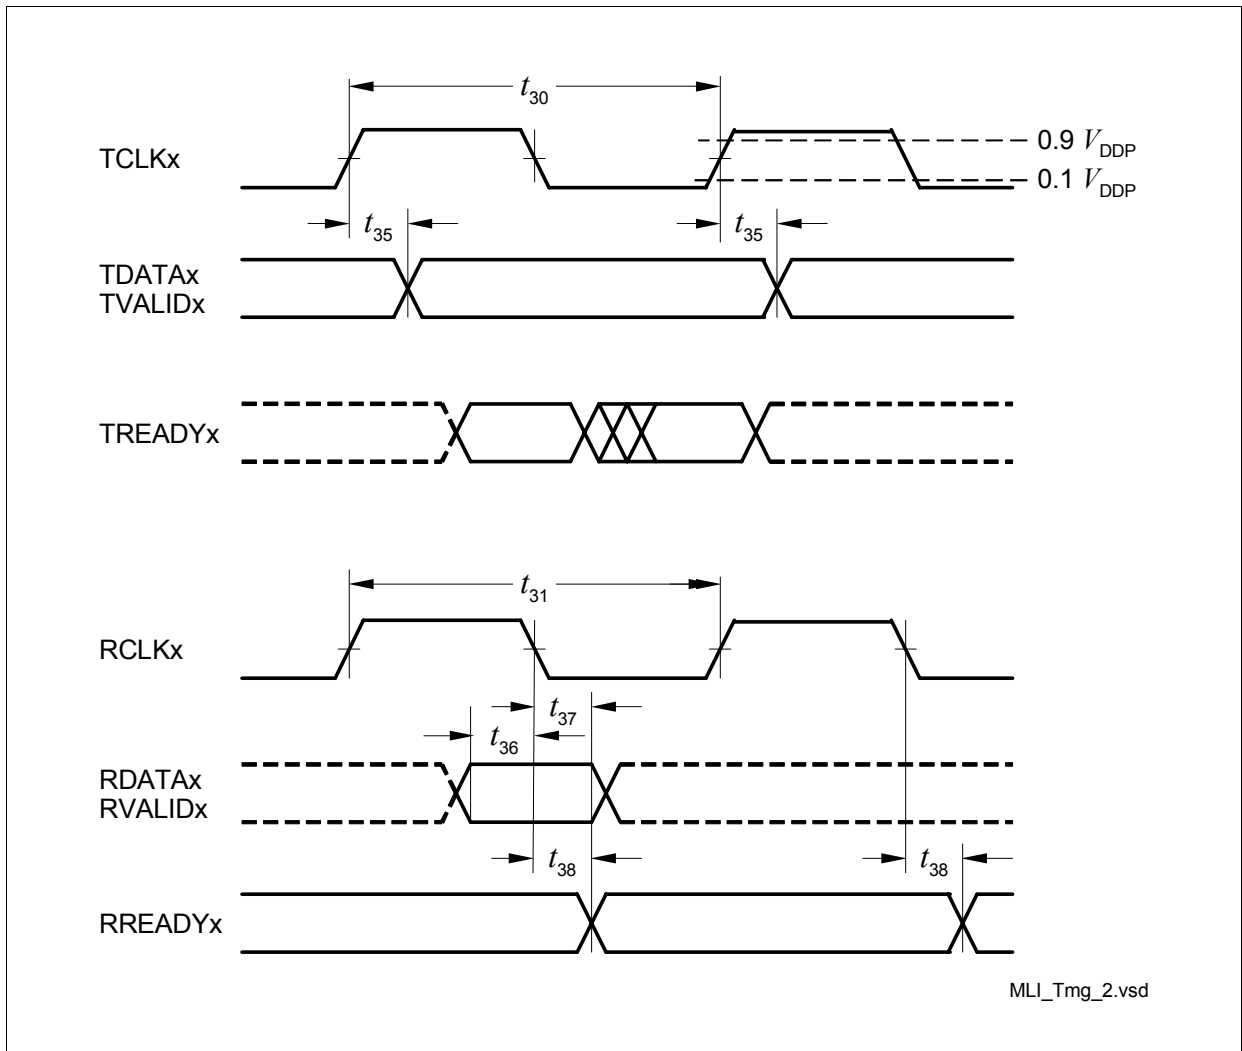 t30
TCLKx
0.9 VDDP
0.1 VDDP
t35
t35
TDATAx
TVALIDx
TREADYx
t31
RCLKx
t37
t36
RDATAx
RVALIDx
t38
t38
RREADYx
MLI_Tmg_2.vsd